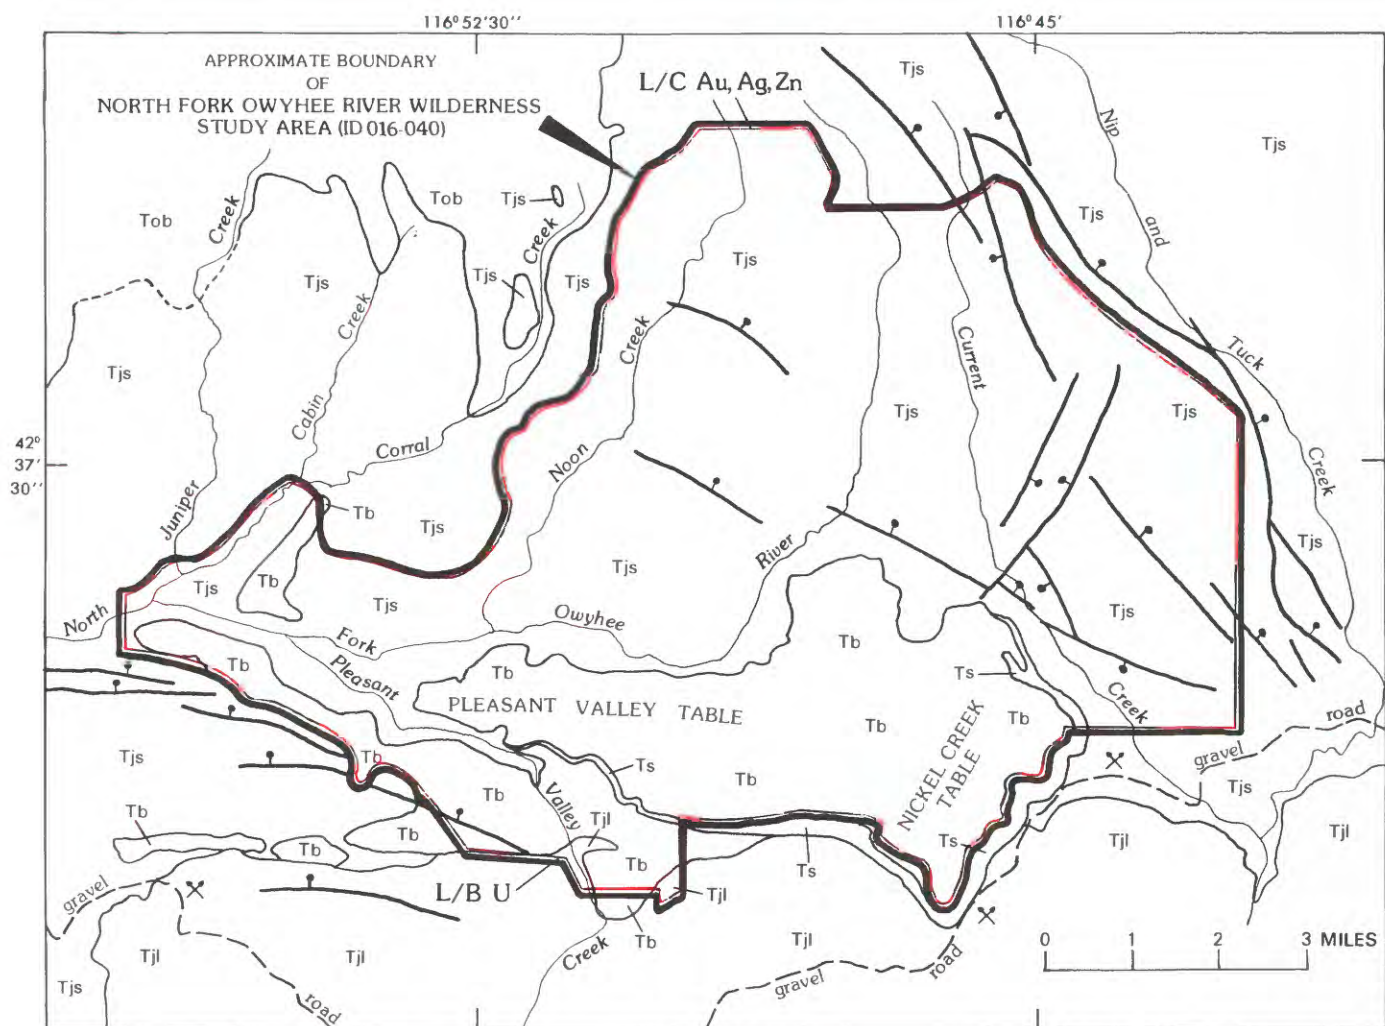 116° 52' 30''
116° 45'
APPROXIMATE BOUNDARY
OF
NORTH FORK OWYHEE RIVER WILDERNESS
STUDY AREA (ID 016-040)
L/C Au, Ag, Zn
Tjs
Nip
and
Tjs
Tob
Creek
Tob
Tjs
Creek
Tjs
Tjs
Tjs
Tjs
Tjs
Tjs
Creek
Creek
Current
Tuck
Tjs
Cabin
Tjs
Tjs
42°
37'
30''
Corral
Noon
Creek
Juniper
Tb
Tjs
River
Tjs
Tb
Tjs
Tjs
Tjs
Tjs
North
Fork
Owyhee
Tb
Tb
Pleasant
Tb
Ts
Creek
PLEASANT VALLEY TABLE
Tb
Tb
NICKEL CREEK
TABLE
road
gravel
Tjs
Tb
Ts
Tb
Tjs
Tb
Valley
Tb
Tb
Tb
Tjl
Tb
Ts
Ts
Tjl
Tjl
gravel
L/B U
Tjl
Tb
Tjl
Tjl
Tjl
Creek
road
0 1 2 3 MILES
Tjs
road
gravel